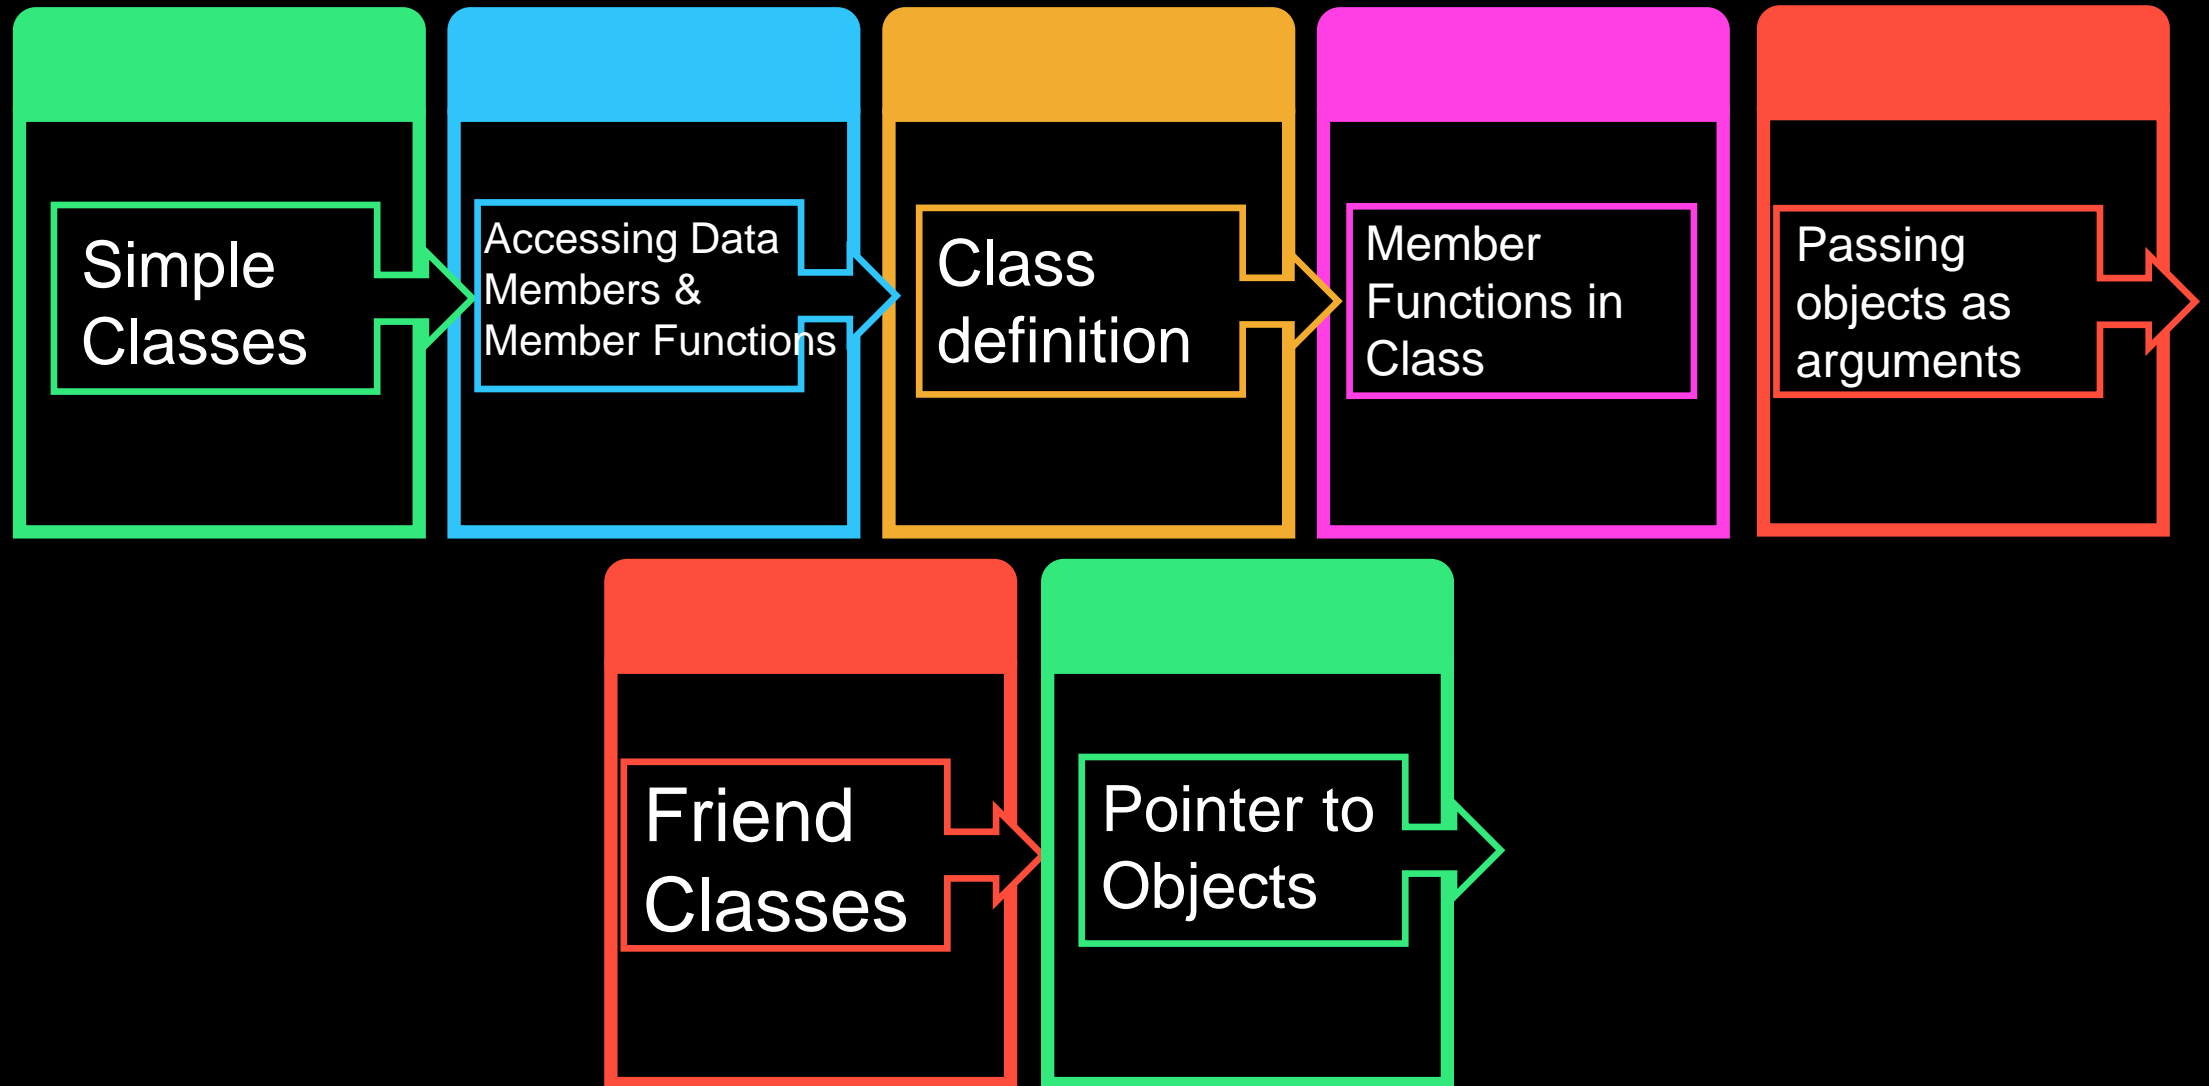 Simple
Classes
Accessing Data
Members &
Member Functions
Class
definition
Member
Functions in
Class
Passing
objects as
arguments
Friend
Classes
Pointer to
Objects